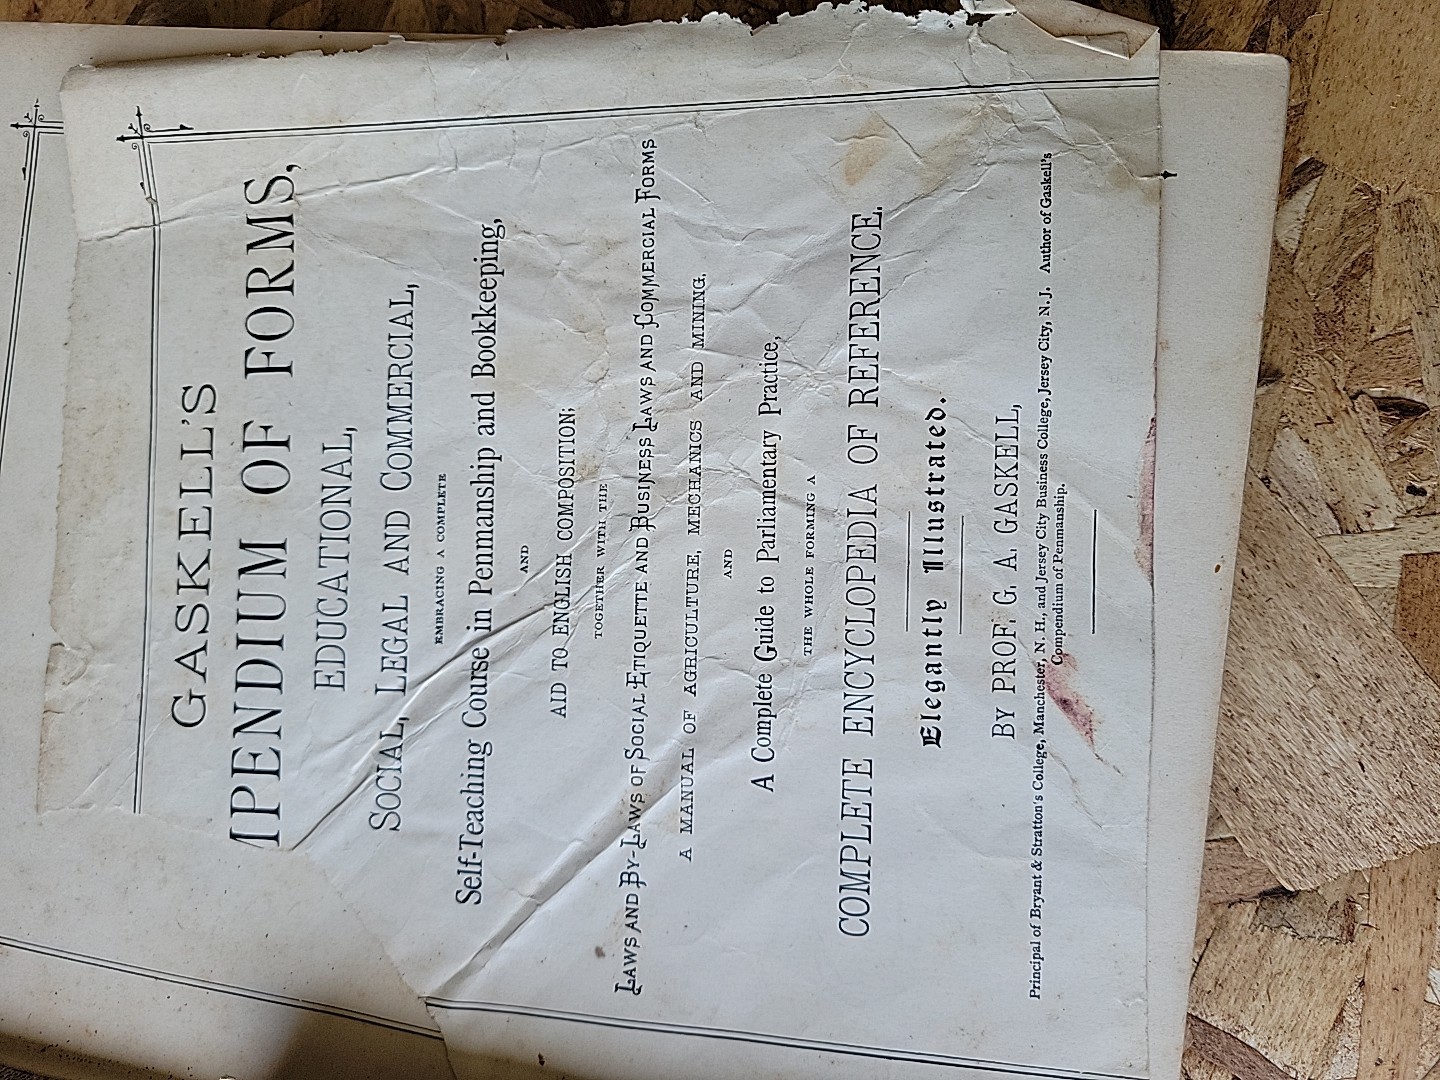 GASKELL'S
MPENDIUM OF FORMS,
EDUCATIONAL,
SOCIAL, LEGAL AND COMMERCIAL,
EMBRACING A COMPLETE
Self-Teaching Course in Penmanship and Bookkeeping,
AND
AID TO ENGLISH COMPOSITION;
TOGETHER WITH THE
LAWS AND BY-LAWS OF SOCIAL ETIQUETTE AND BUSINESS LAWS AND COMMERCIAL FORMS
A MANUAL OF AGRICULTURE, MECHANICS AND MINING.
AND
A Complete Guide to Parliamentary Practice,
THE WHOLE FORMING A
COMPLETE ENCYCLOPEDIA OF REFERENCE.
Elegantly Illustrated.
BY PROF. G. A. GASKELL,
Principal of Bryant & Stratton's College, Manchester, N. H., and Jersey City Business College, Jersey City, N. J. Author of Gaskell's
Compendium of Penmanship.